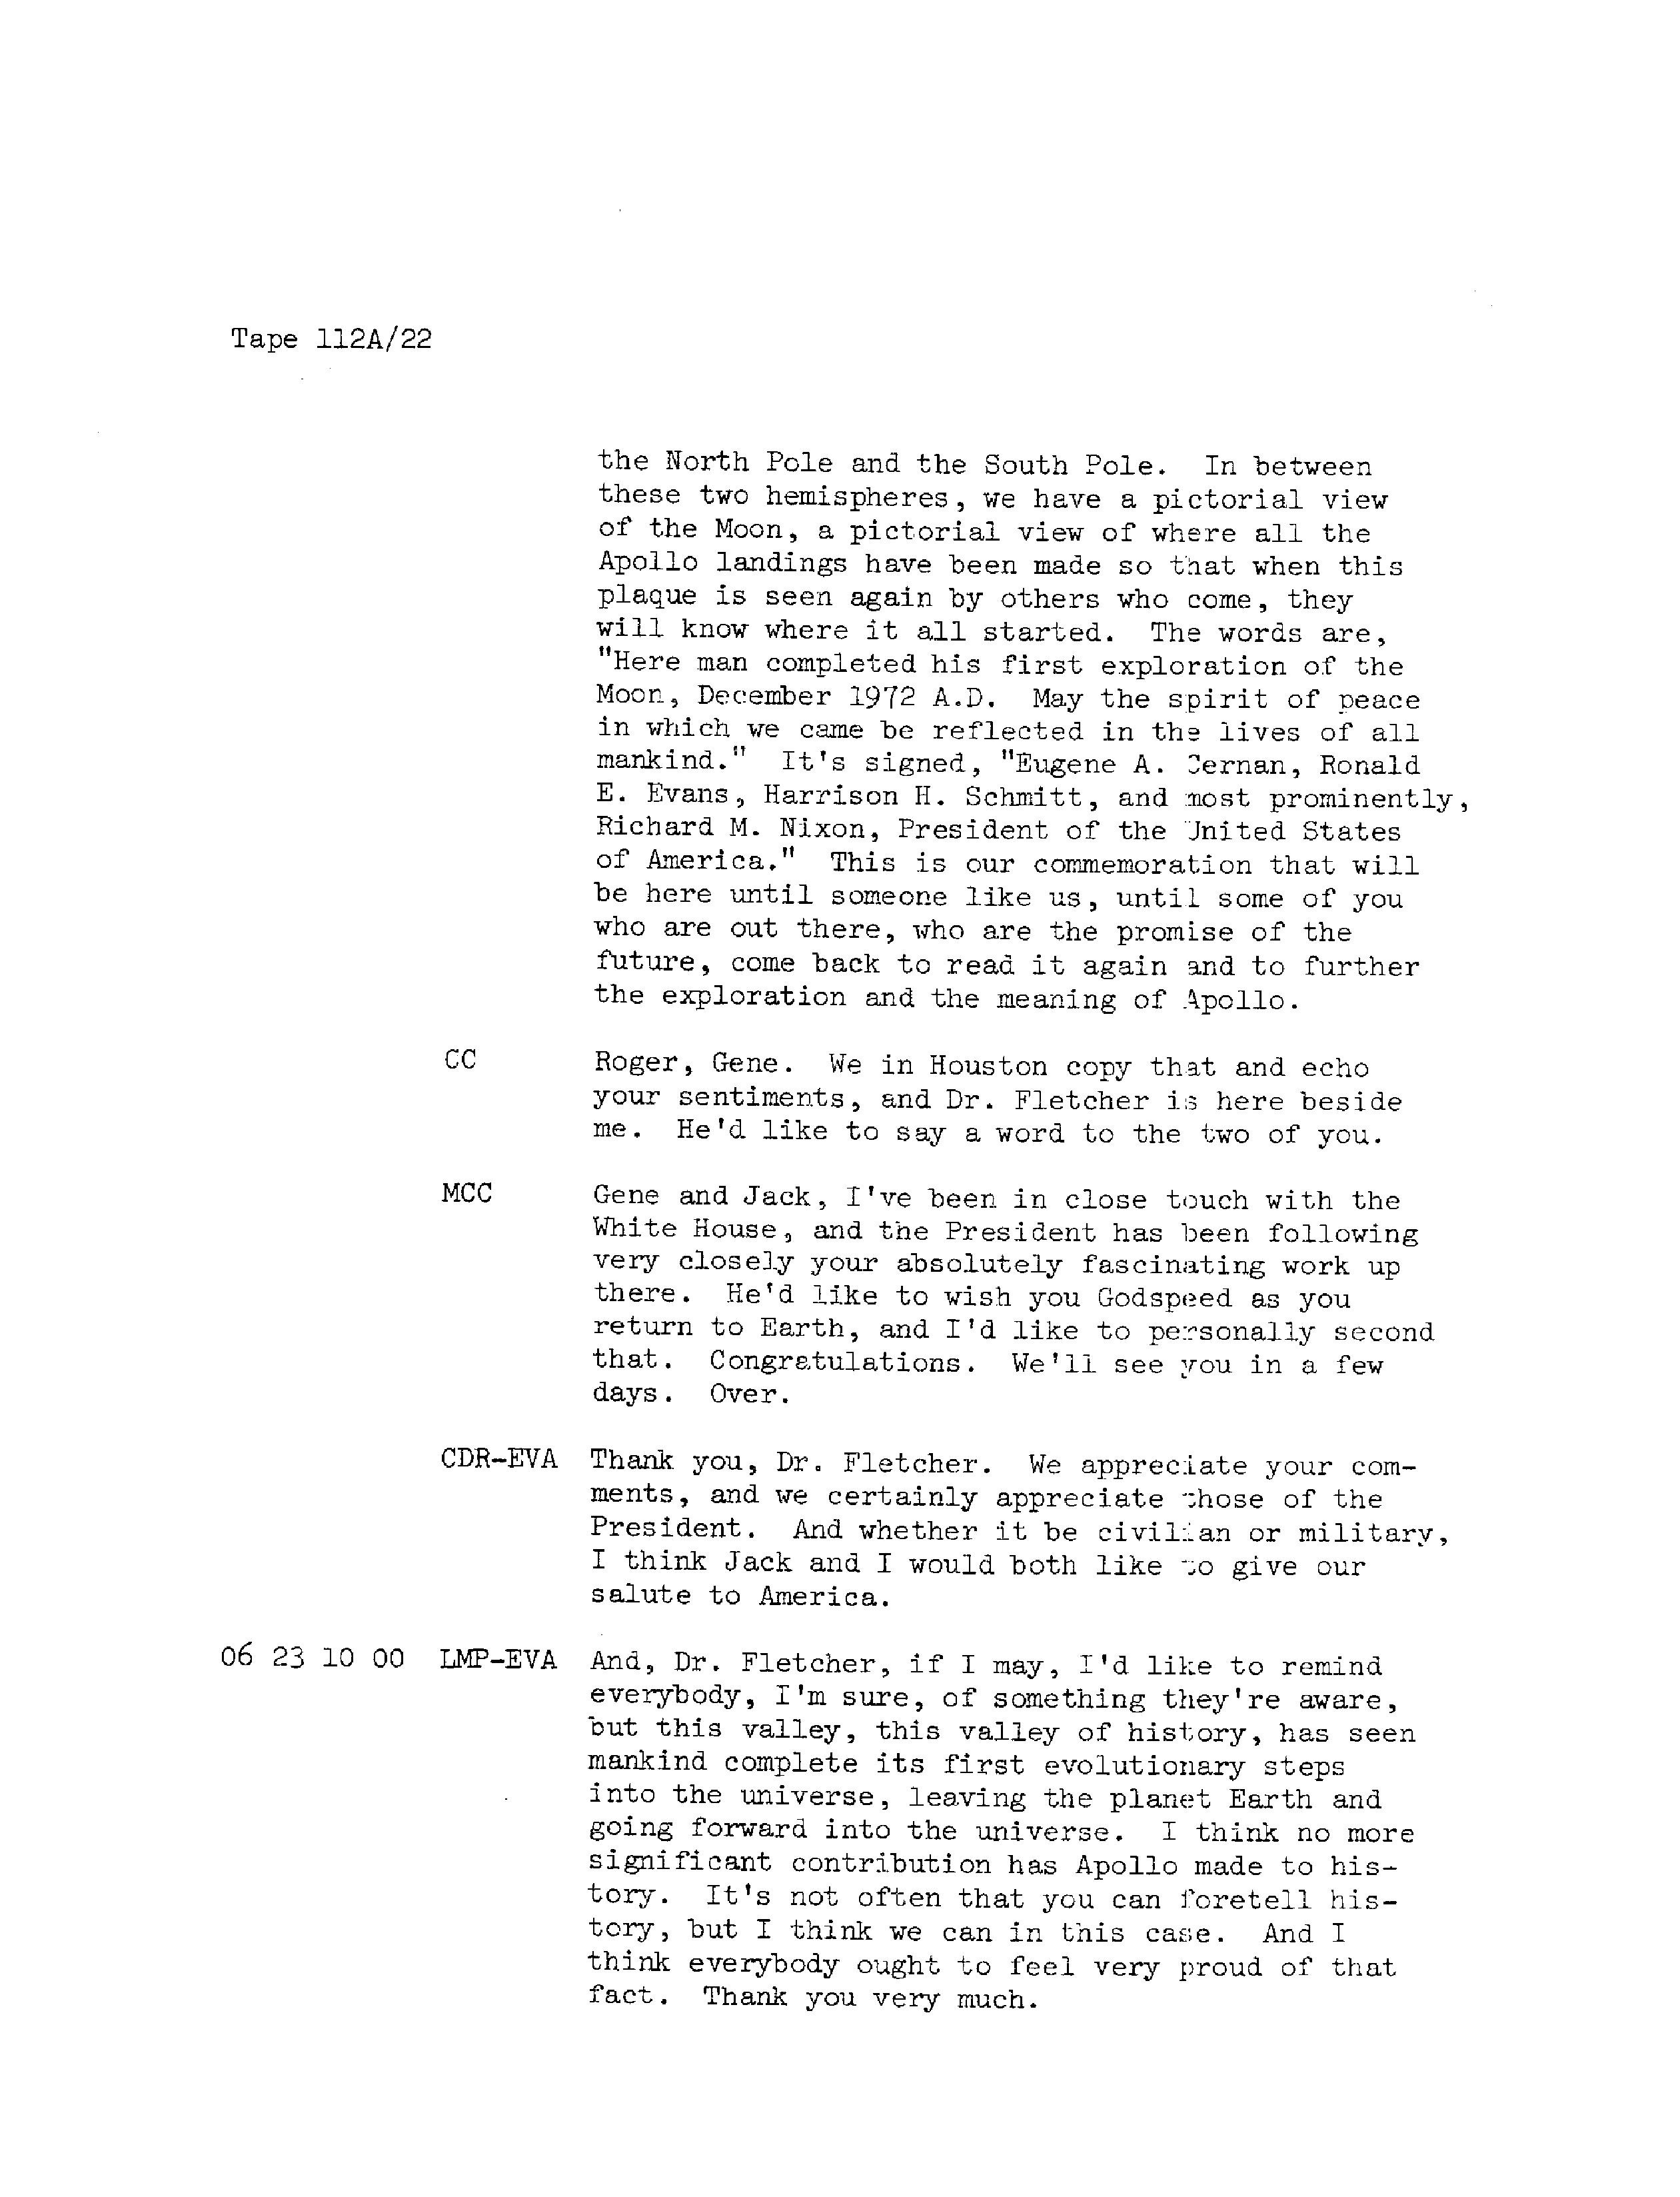 Tape 112A/22
the North Pole and the South Pole. In between
these two hemispheres, we have a pictorial view
of the Moon, a pictorial view of where all the
Apollo landings have been made so that when this
plaque is seen again by others who come, they
will know where it all started. The words are,
"Here man completed his first exploration of the
Moon, December 1972 A.D. May the spirit of peace
in which we came be reflected in the lives of all
mankind." It's signed, "Eugene A. Cernan, Ronald
E. Evans, Harrison H. Schmitt, and most prominently,
Richard M. Nixon, President of the United States
of America." This is our commemoration that will
be here until someone like us, until some of you
who are out there, who are the promise of the
future, come back to read it again and to further
the exploration and the meaning of Apollo.
CC Roger, Gene. We in Houston copy that and echo
your sentiments, and Dr. Fletcher is here beside
me. He'd like to say a word to the two of you.
MCC Gene and Jack, I've been in close touch with the
White House, and the President has been following
very closely your absolutely fascinating work up
there. He'd like to wish you Godspeed as you
return to Earth, and I'd like to personally second
that. Congratulations. We'll see you in a few
days. Over.
CDR-EVA Thank you, Dr. Fletcher. We appreciate your com-
ments, and we certainly appreciate those of the
President. And whether it be civilian or military,
I think Jack and I would both like to give our
salute to America.
06 23 10 00 LMP-EVA And, Dr. Fletcher, if I may, I'd like to remind
everybody, I'm sure, of something they're aware,
but this valley, this valley of history, has seen
mankind complete its first evolutionary steps
into the universe, leaving the planet Earth and
going forward into the universe. I think no more
significant contribution has Apollo made to his-
tory. It's not often that you can foretell his-
tory, but I think we can in this case. And I
think everybody ought to feel very proud of that
fact. Thank you very much.